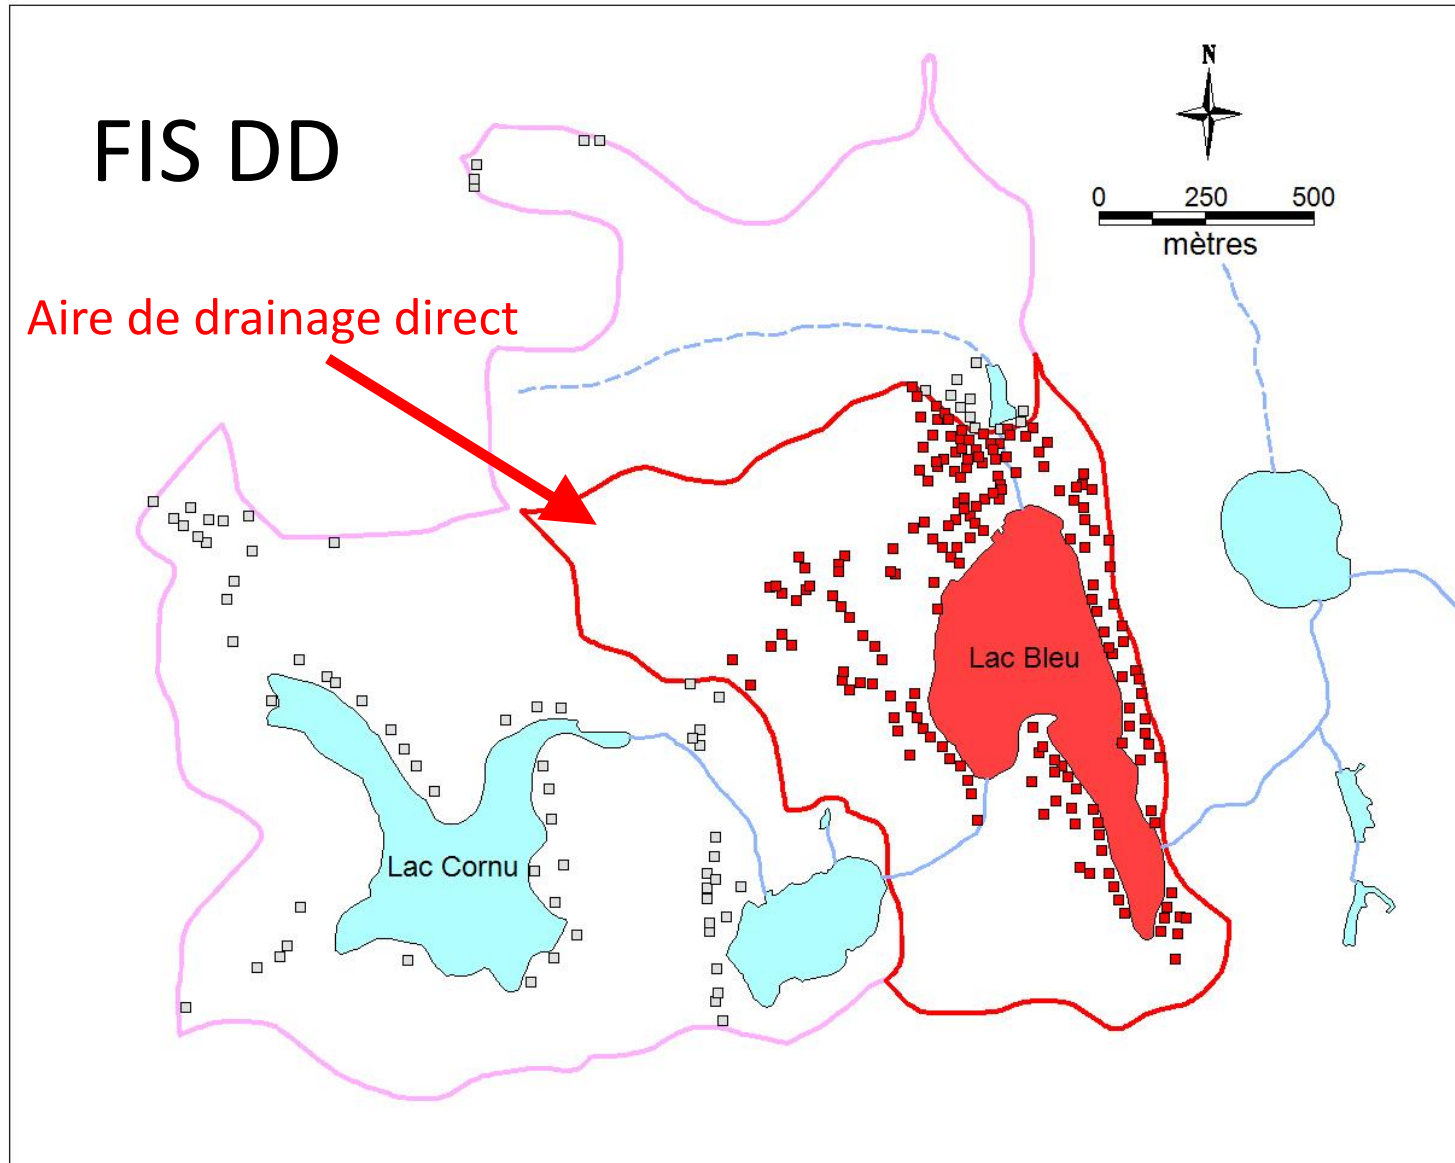 FIS DD
N
0 250 500
mètres
Aire de drainage direct
Lac Bleu
Lac Cornu